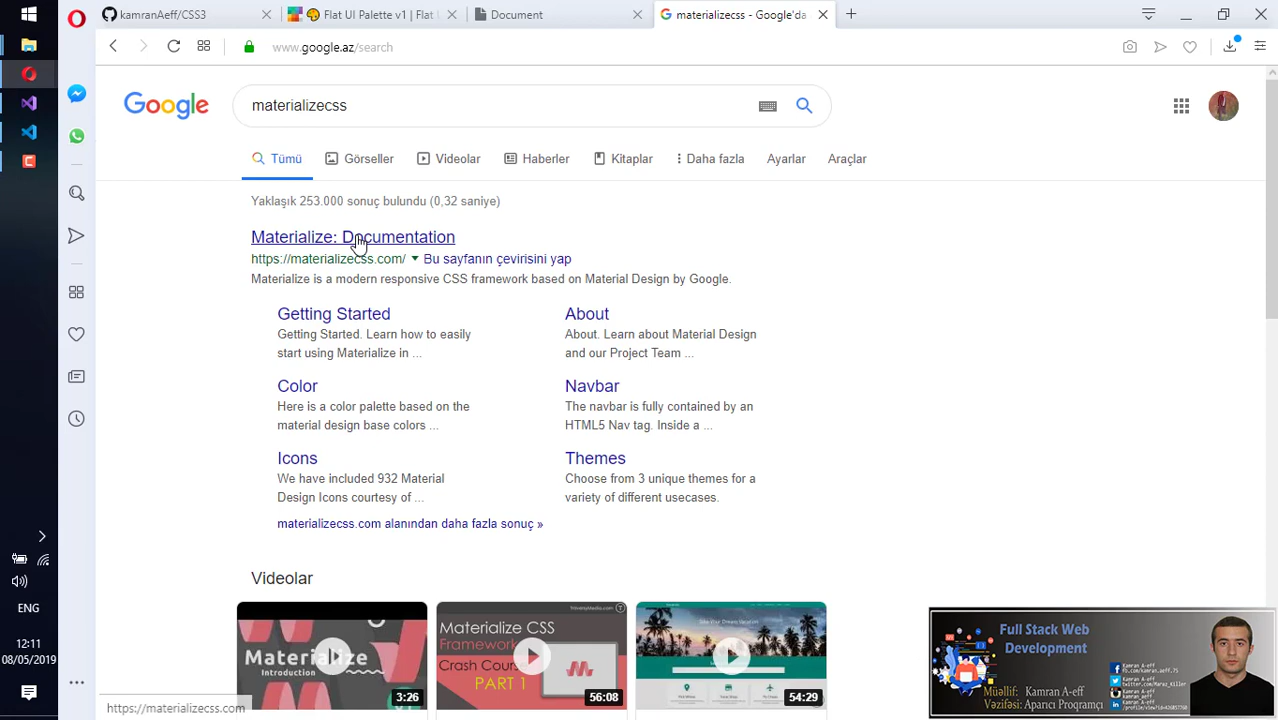 kamranAeff/CSS3
Flat UI Palette v1 | Flat
Document
materializecss - Google'da
www.google.az/search
Google
materializecss
Tümü
Görseller
Videolar
Haberler
Kitaplar
Daha fazla
Ayarlar
Araçlar
Yaklaşık 253.000 sonuç bulundu (0,32 saniye)
Materialize: Documentation
https://materializecss.com/
Bu sayfanın çevirisini yap
Materialize is a modern responsive CSS framework based on Material Design by Google.
Getting Started
Getting Started. Learn how to easily
start using Materialize in ...
About
About. Learn about Material Design
and our Project Team ...
Color
Here is a color palette based on the
material design base colors ...
Navbar
The navbar is fully contained by an
HTML5 Nav tag. Inside a ...
Icons
We have included 932 Material
Design Icons courtesy of ...
Themes
Choose from 3 unique themes for a
variety of different usecases.
materializecss.com alanından daha fazla sonuç »
Videolar
Materialize
Introduction
3:26
Materialize CSS
Framework
Crash Course
PART 1
56:08
54:29
https://materializecss.com
ENG
12:11
08/05/2019
Full Stack Web
Development
Kamran A-eff
Müəllif: Kamran A-eff
Vəzifəsi: Aparıcı Proqramçı